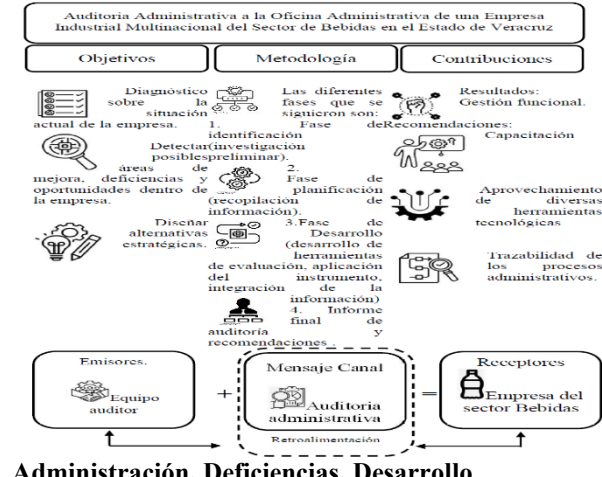 Auditoria Administrativa a la Oficina Administrativa de una Empresa
Industrial Multinacional del Sector de Bebidas en el Estado de Veracruz
Objetivos
Metodología
Contribuciones
Diagnóstico
sobre la
situación
actual de la empresa.
Detectar
posibles
áreas de
mejora, deficiencias y
oportunidades dentro de
la empresa.
Diseñar
alternativas
estratégicas.
Las diferentes
fases que se
siguieron son:
1. Fase de
identificación
(investigación
preliminar).
2.
Fase de
planificación
(recopilación de
información).
3.Fase de
Desarrollo
(desarrollo de
herramientas
de evaluación, aplicación
del instrumento,
integración de la
información)
4. Informe
final de
auditoría y
recomendaciones .
Resultados:
Gestión funcional.
Recomendaciones:
Capacitación
Aprovechamiento
de diversas
herramientas
tecnológicas
Trazabilidad de
los procesos
administrativos.
Emisores.
Equipo
auditor
+
Mensaje Canal
Auditoria
administrativa
Retroalimentación
=
Receptores
Empresa del
sector Bebidas
Administración, Deficiencias, Desarrollo